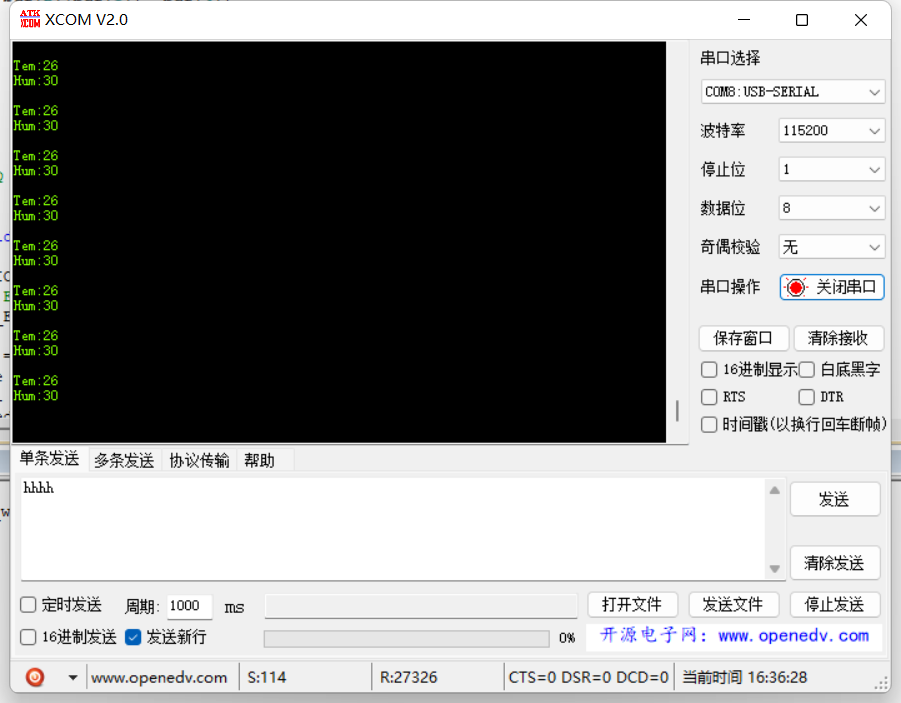 ATK
XCOM XCOM V2.0
Tem:26
Hum:30
Tem:26
Hum:30
Tem:26
Hum:30
Tem:26
Hum:30
Tem:26
Hum:30
Tem:26
Hum:30
Tem:26
Hum:30
Tem:26
Hum:30
串口选择
COM8:USB-SERIAL
波特率 115200
停止位 1
数据位 8
奇偶校验 无
串口操作 关闭串口
保存窗口 清除接收
16进制显示 白底黑字
RTS DTR
时间戳(以换行回车断帧)
单条发送 多条发送 协议传输 帮助
hhhh
发送
清除发送
定时发送 周期: 1000 ms 打开文件 发送文件 停止发送
16进制发送 发送新行 0% 开源电子网：www.openedv.com
www.openedv.com S:114 R:27326 CTS=0 DSR=0 DCD=0 当前时间 16:36:28